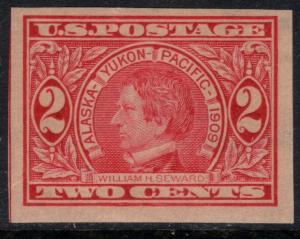 U.S.POSTAGE
ALASKA-YUKON-PACIFIC-1909
2 2
WILLIAM H. SEWARD
TWO CENTS